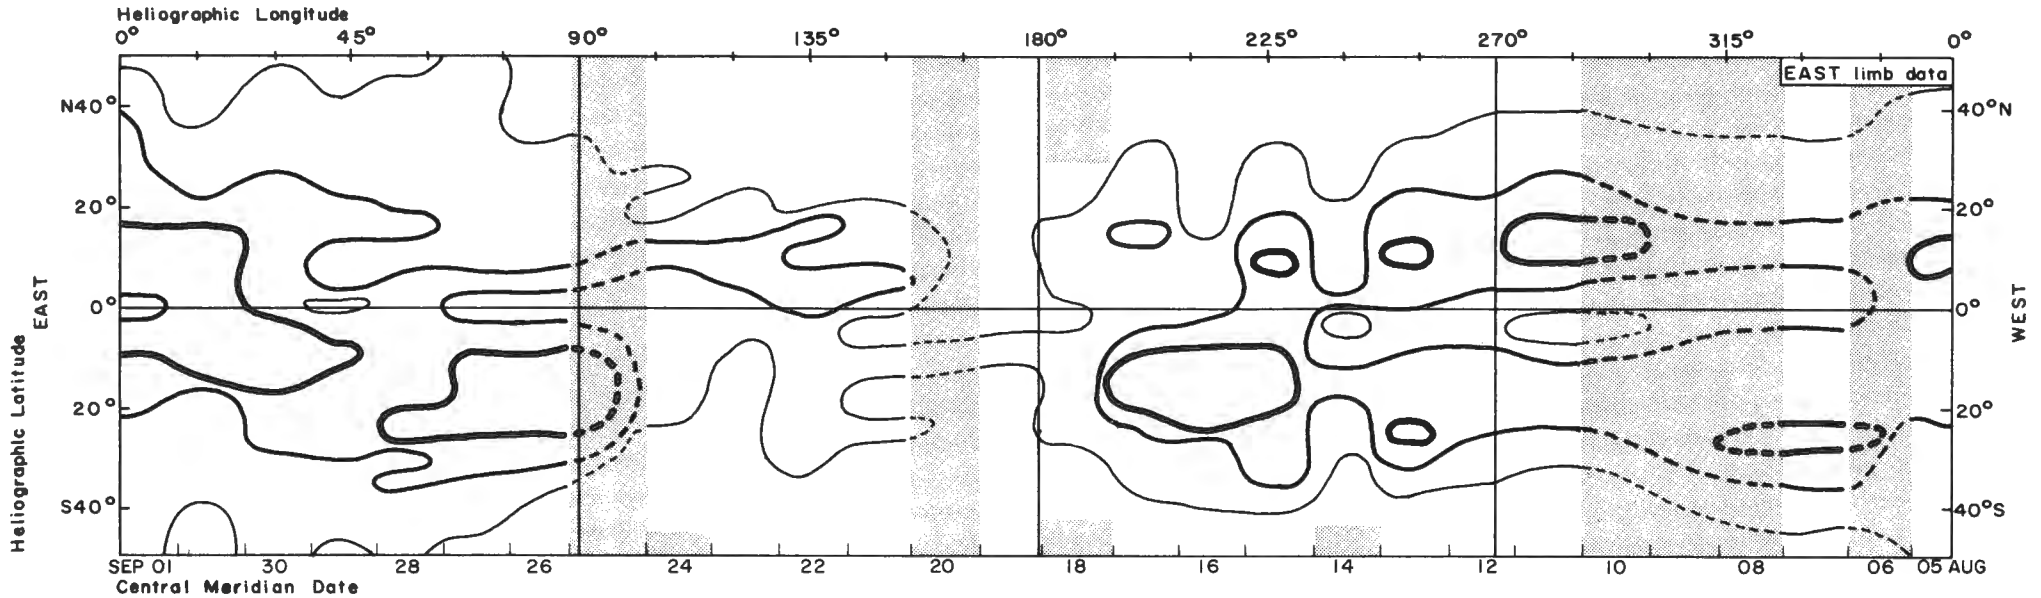 Heliographic Longitude
0° 45° 90° 135° 180° 225° 270° 315° 0°
EAST limb data
N40° 40°N
20° 20°
EAST 0° 0° WEST
20° 20°
S40° 40°S
Heliographic Latitude
SEP 01 30 28 26 24 22 20 18 16 14 12 10 08 06 05 AUG
Central Meridian Date